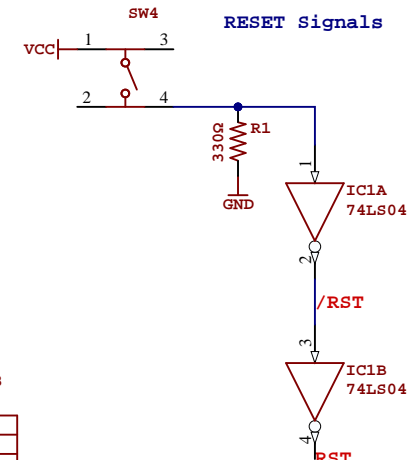 SW4
RESET Signals
VCC
1
3
2
4
330Ω
R1
GND
1
IC1A
74LS04
2
/RST
3
IC1B
74LS04
4
RST